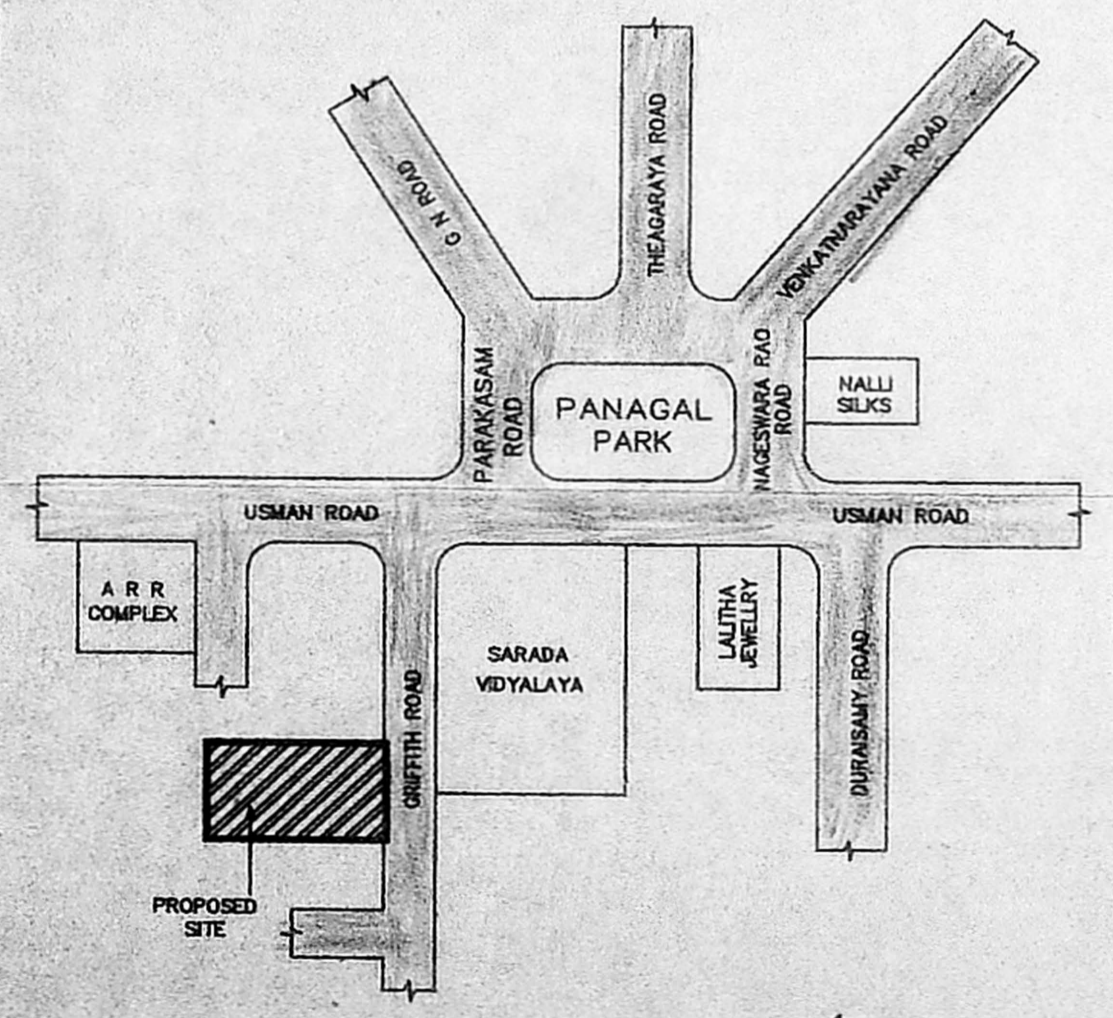 G N ROAD
THEAGARAYA ROAD
VENKATNARAYANA ROAD
PARAKASAM
ROAD
PANAGAL
PARK
NAGESWARA RAO
ROAD
NALLI
SILKS
USMAN ROAD
USMAN ROAD
A R R
COMPLEX
SARADA
VIDYALAYA
LALITHA
JEWELLRY
GRIFFITH ROAD
DURAISAMY ROAD
PROPOSED
SITE